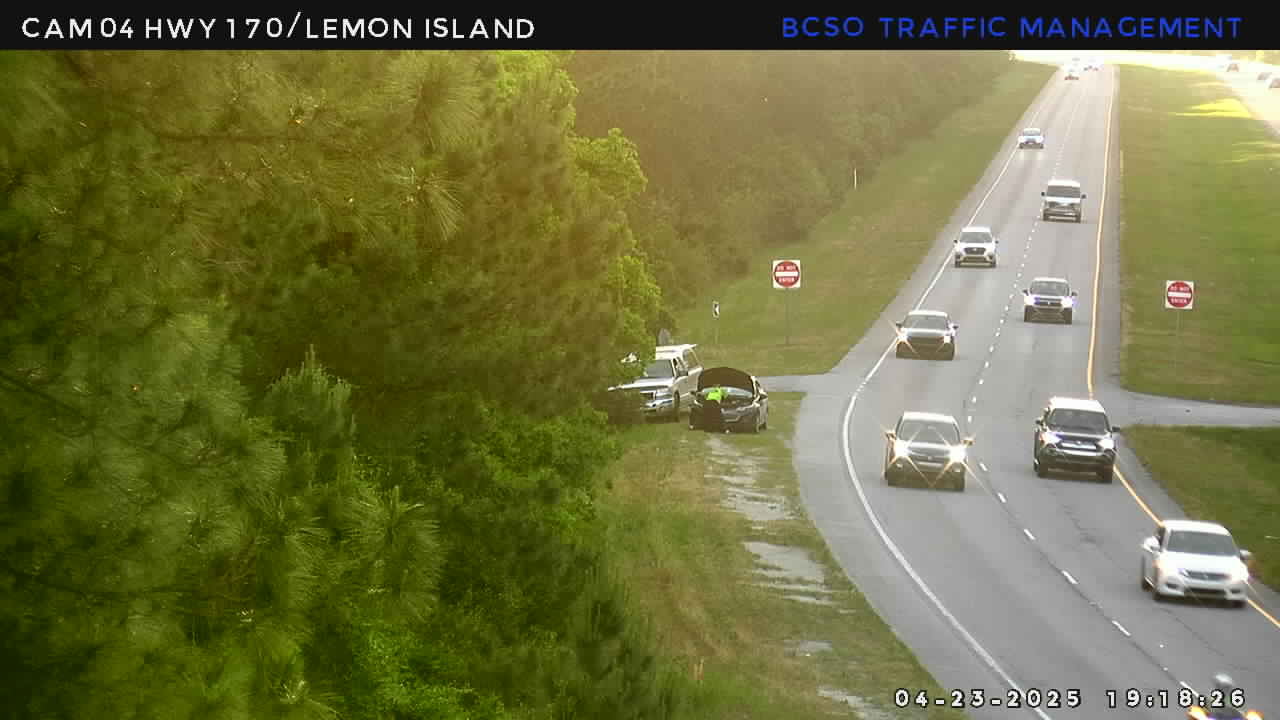 CAM04 HWY 170/LEMON ISLAND
BCSO TRAFFIC MANAGEMENT
DO NOT
ENTER
DO NOT
ENTER
04-23-2025 19:18:26